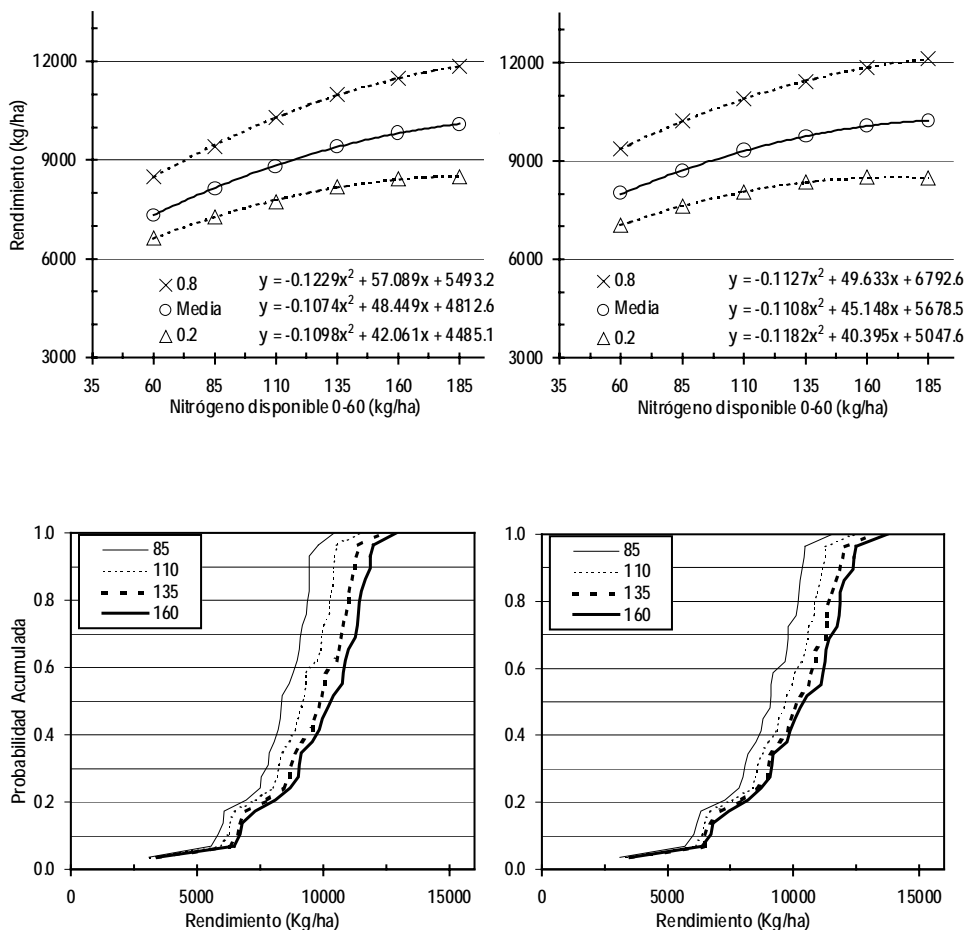 Rendimiento (kg/ha)
12000
9000
6000
3000
0.8 y = -0.1229x² + 57.089x + 5493.2
Media y = -0.1074x² + 48.449x + 4812.6
0.2 y = -0.1098x² + 42.061x + 4485.1
35 60 85 110 135 160 185
Nitrógeno disponible 0-60 (kg/ha)
12000
9000
6000
3000
0.8 y = -0.1127x² + 49.633x + 6792.6
Media y = -0.1108x² + 45.148x + 5678.5
0.2 y = -0.1182x² + 40.395x + 5047.6
35 60 85 110 135 160 185
Nitrógeno disponible 0-60 (kg/ha)
Probabilidad Acumulada
1.0
0.8
0.6
0.4
0.2
0.0
85
110
135
160
0 5000 10000 15000
Rendimiento (Kg/ha)
1.0
0.8
0.6
0.4
0.2
0.0
85
110
135
160
0 5000 10000 15000
Rendimiento (Kg/ha)